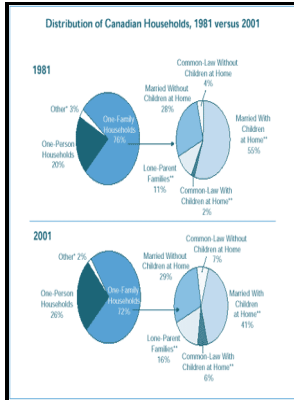 Distribution of Canadian Households, 1981 versus 2001
1981
Other* 3%
One-Family
Households
76%
One-Person
Households
20%
Common-Law Without
Children at Home
4%
Married Without
Children at Home
28%
Married With
Children
at Home**
55%
Lone-Parent
Families**
11%
Common-Law With
Children at Home**
2%
2001
Other* 2%
One-Family
Households
72%
One-Person
Households
26%
Common-Law Without
Children at Home
7%
Married Without
Children at Home
29%
Married With
Children
at Home**
41%
Lone-Parent
Families**
16%
Common-Law With
Children at Home**
6%